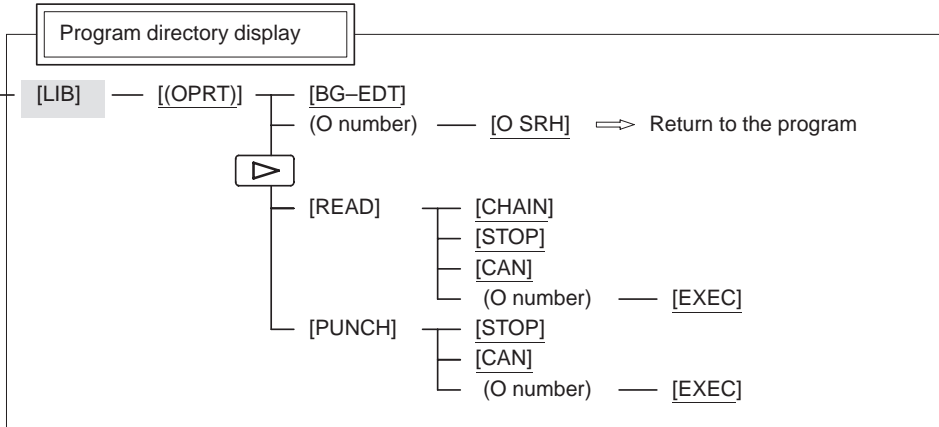 Program directory display
[LIB] [(OPRT)] [BG–EDT]
(O number) [O SRH] Return to the program
[READ] [CHAIN]
[STOP]
[CAN]
(O number) [EXEC]
[PUNCH] [STOP]
[CAN]
(O number) [EXEC]